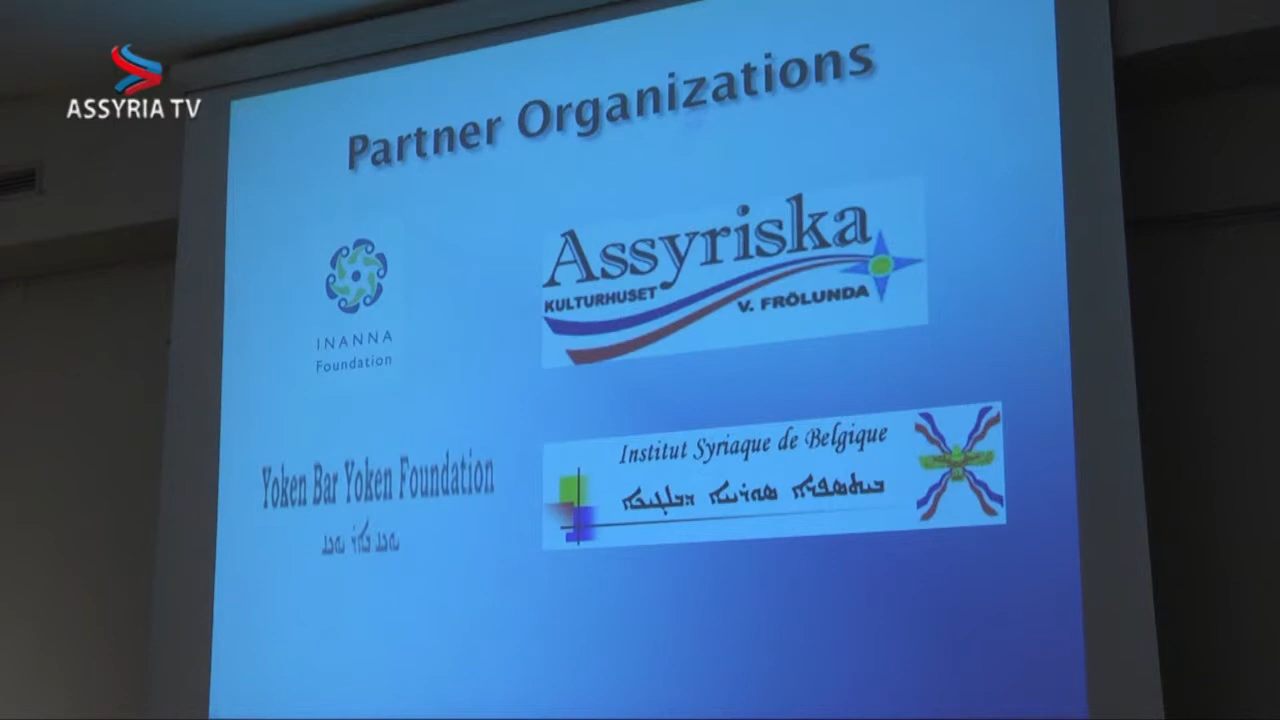 ASSYRIA TV
Partner Organizations
INANNA
Foundation
Assyriska
KULTURHUSET
V. FRÖLUNDA
Yoken Bar Yoken Foundation
Institut Syriaque de Belgique